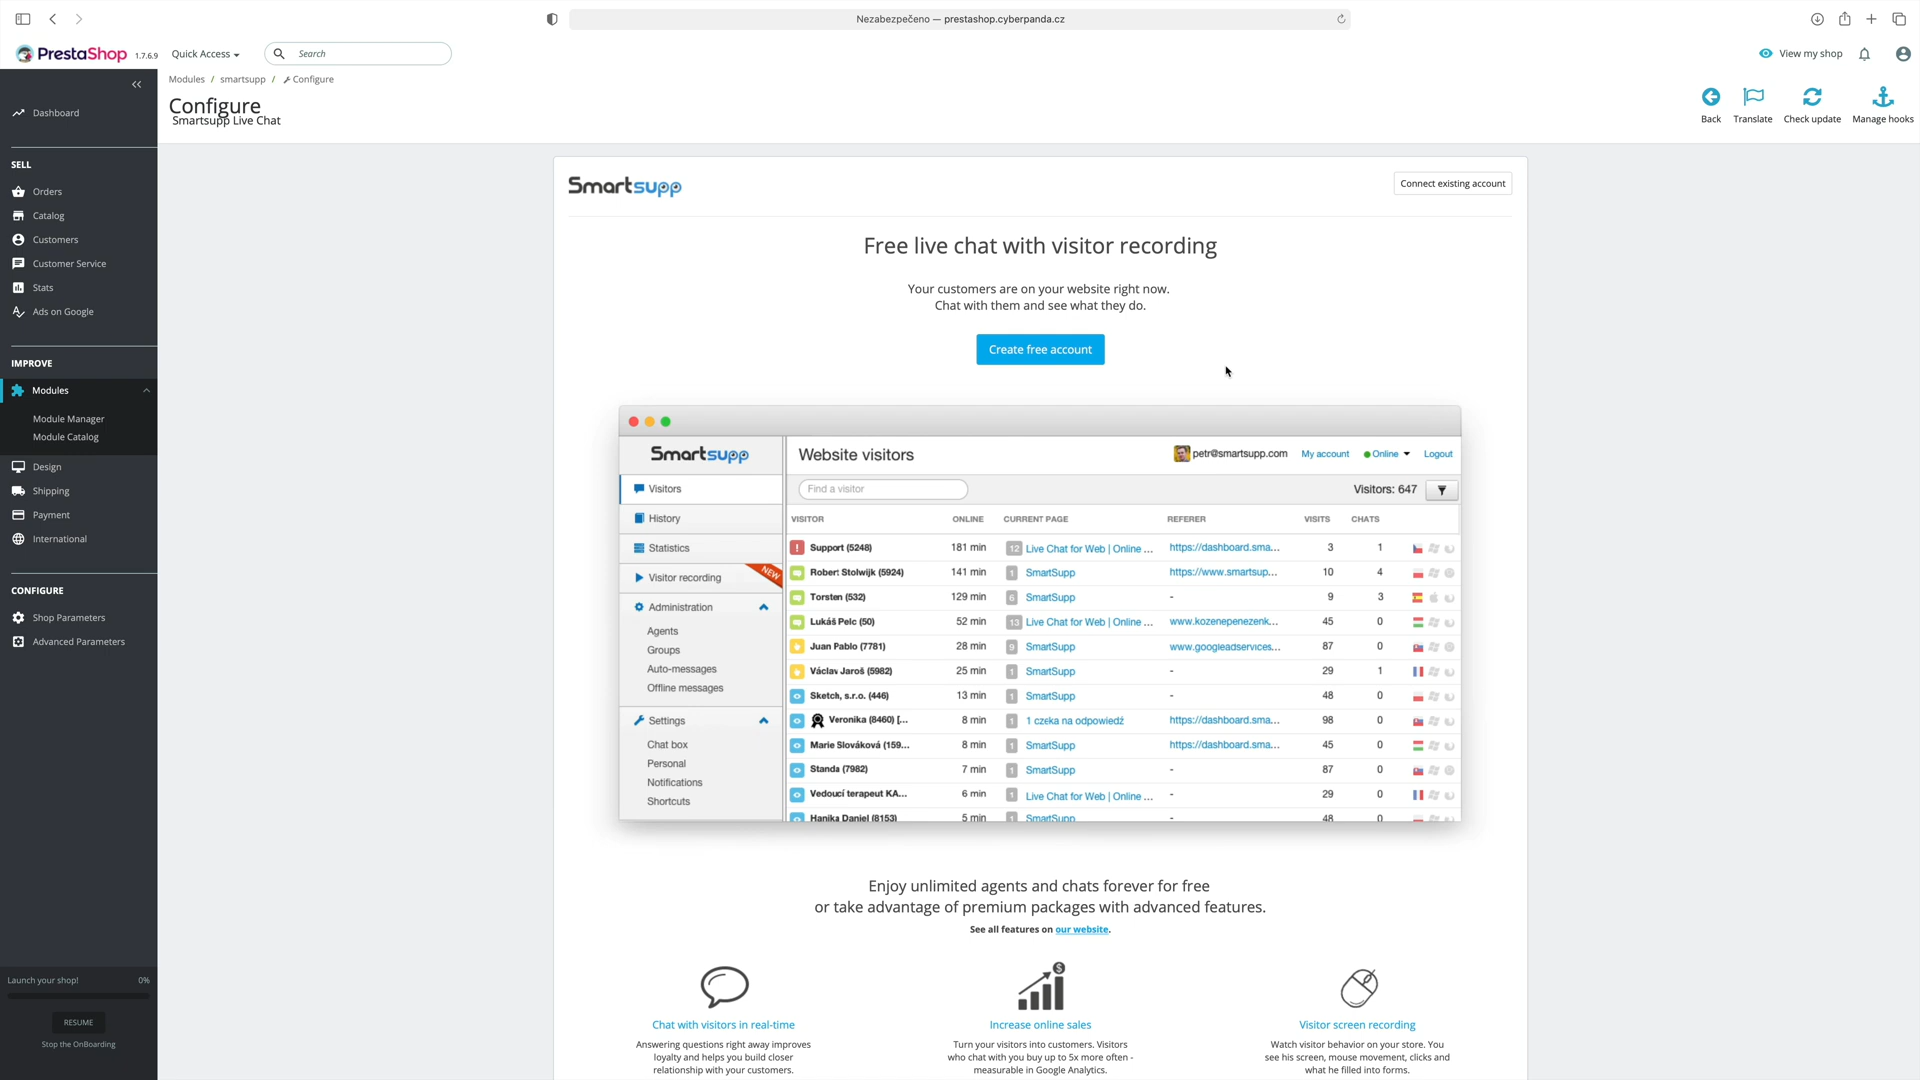 Nezabezpečeno — prestashop.cyberpanda.cz
PrestaShop 1.7.6.9
Quick Access
Search
View my shop
Modules / smartsupp / Configure
Configure
Smartsupp Live Chat
Back
Translate
Check update
Manage hooks
Dashboard
SELL
Orders
Catalog
Customers
Customer Service
Stats
Ads on Google
IMPROVE
Modules
Module Manager
Module Catalog
Design
Shipping
Payment
International
CONFIGURE
Shop Parameters
Advanced Parameters
Launch your shop! 0%
RESUME
Stop the OnBoarding
Smartsupp
Connect existing account
Free live chat with visitor recording
Your customers are on your website right now.
Chat with them and see what they do.
Create free account
Smartsupp
Website visitors
petr@smartsupp.com My account Online Logout
Visitors
History
Statistics
Visitor recording NEW
Administration
Agents
Groups
Auto-messages
Offline messages
Settings
Chat box
Personal
Notifications
Shortcuts
Find a visitor
Visitors: 647
VISITOR ONLINE CURRENT PAGE REFERER VISITS CHATS
Support (5248) 181 min 12 Live Chat for Web | Online ... https://dashboard.sma... 3 1
Robert Stolwijk (5924) 141 min 1 SmartSupp https://www.smartsup... 10 4
Torsten (532) 129 min 6 SmartSupp - 9 3
Lukáš Pelc (50) 52 min 13 Live Chat for Web | Online ... www.kozenepenezenk... 45 0
Juan Pablo (7781) 28 min 9 SmartSupp www.googleadservices... 87 0
Václav Jaroš (5982) 25 min 1 SmartSupp - 29 1
Sketch, s.r.o. (446) 13 min 1 SmartSupp - 48 0
Veronika (8460) [... 8 min 1 1 czeka na odpowiedź https://dashboard.sma... 98 0
Marie Slováková (159... 8 min 1 SmartSupp https://dashboard.sma... 45 0
Standa (7982) 7 min 1 SmartSupp - 87 0
Vedoucí terapeut KA... 6 min 1 Live Chat for Web | Online ... - 29 0
Hanika Daniel (8153) 5 min 1 SmartSupp - 48 0
Enjoy unlimited agents and chats forever for free
or take advantage of premium packages with advanced features.
See all features on our website.
Chat with visitors in real-time
Answering questions right away improves
loyalty and helps you build closer
relationship with your customers.
Increase online sales
Turn your visitors into customers. Visitors
who chat with you buy up to 5x more often -
measurable in Google Analytics.
Visitor screen recording
Watch visitor behavior on your store. You
see his screen, mouse movement, clicks and
what he filled into forms.